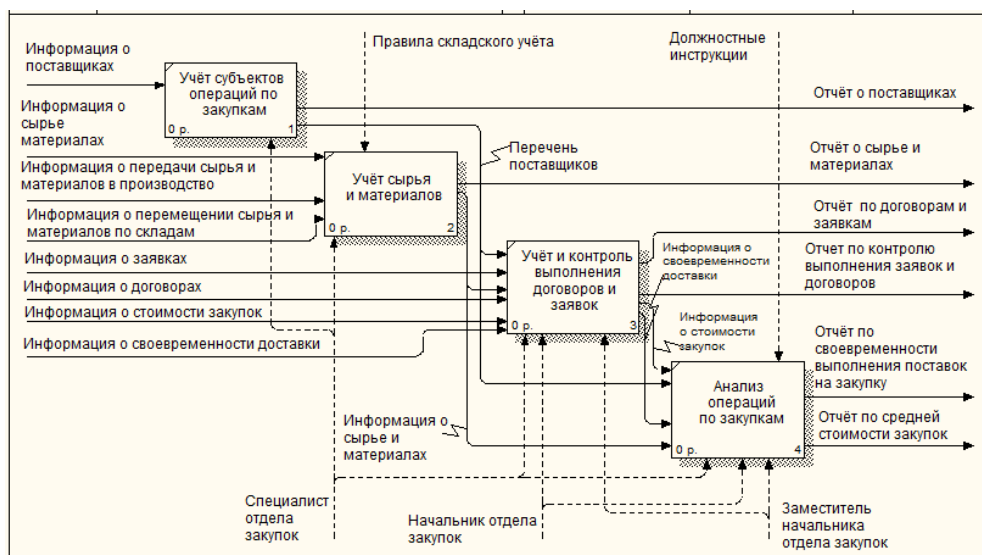 Информация о
поставщиках
Правила складского учёта
Должностные
инструкции
Учёт субъектов
операций по
закупкам
0 р.
1
Отчёт о поставщиках
Информация о
сырье
материалах
Перечень
поставщиков
Отчёт о сырье и
материалах
Информация о передачи сырья и
материалов в производство
Учёт сырья
и материалов
0 р.
2
Информация о перемещении сырья и
материалов по складам
Отчёт по договорам и
заявкам
Информация о заявках
Учёт и контроль
выполнения
договоров и
заявок
0 р.
3
Информация о
своевременности
доставки
Отчет по контролю
выполнения заявок и
договоров
Информация о договорах
Информация о стоимости закупок
Информация
о стоимости
закупок
Информация о своевременности доставки
Отчёт по
своевременности
выполнения поставок
на закупку
Анализ
операций
по закупкам
0 р.
4
Информация о
сырье и
материалах
Отчёт по средней
стоимости закупок
Специалист
отдела
закупок
Начальник отдела
закупок
Заместитель
начальника
отдела закупок